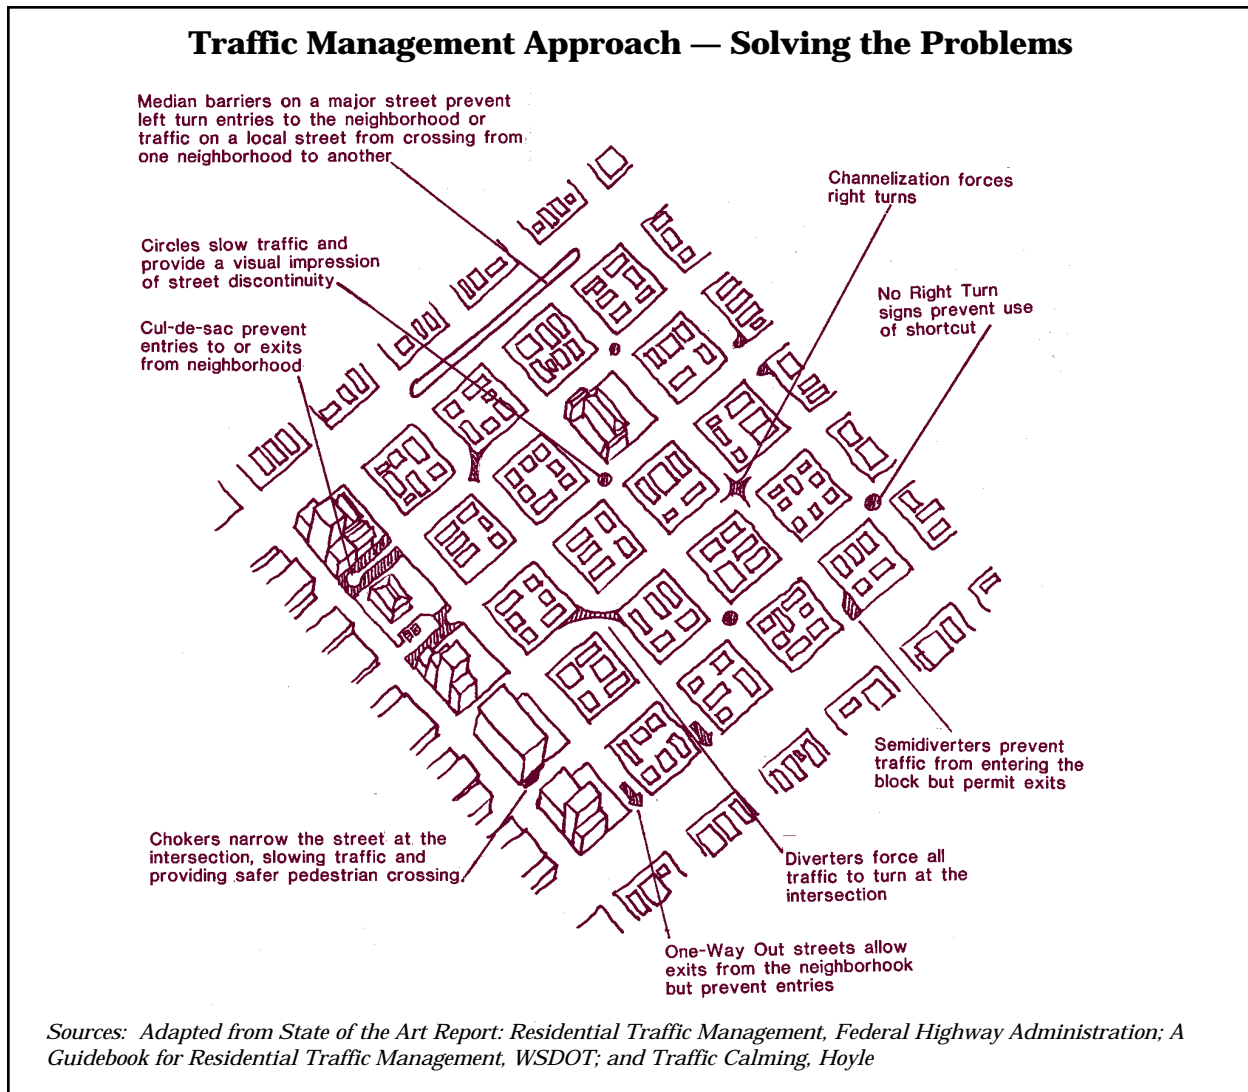 Traffic Management Approach — Solving the Problems
Median barriers on a major street prevent
left turn entries to the neighborhood or
traffic on a local street from crossing from
one neighborhood to another
Channelization forces
right turns
Circles slow traffic and
provide a visual impression
of street discontinuity
No Right Turn
signs prevent use
of shortcut
Cul-de-sac prevent
entries to or exits
from neighborhood
Semidiverters prevent
traffic from entering the
block but permit exits
Chokers narrow the street at the
intersection, slowing traffic and
providing safer pedestrian crossing.
Diverters force all
traffic to turn at the
intersection
One-Way Out streets allow
exits from the neighborhook
but prevent entries
Sources: Adapted from State of the Art Report: Residential Traffic Management, Federal Highway Administration; A
Guidebook for Residential Traffic Management, WSDOT; and Traffic Calming, Hoyle